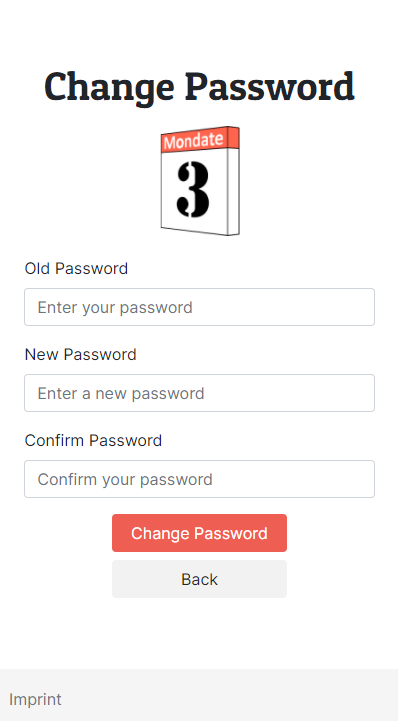 Change Password
Mondate
3
Old Password
Enter your password
New Password
Enter a new password
Confirm Password
Confirm your password
Change Password
Back
Imprint